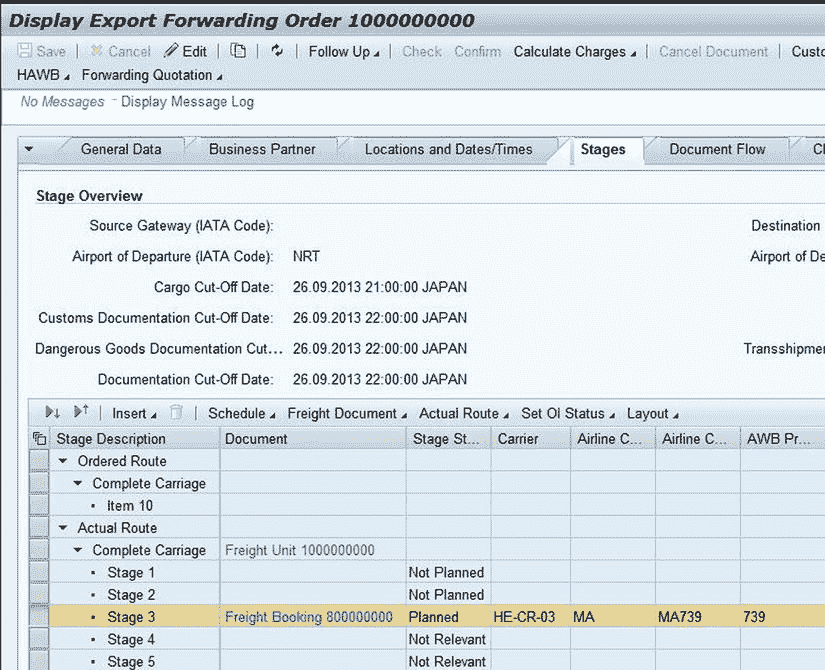 Display Export Forwarding Order 1000000000
Save Cancel Edit Follow Up Check Confirm Calculate Charges Cancel Document Custo
HAWB Forwarding Quotation
No Messages - Display Message Log
General Data Business Partner Locations and Dates/Times Stages Document Flow Cl
Stage Overview
Source Gateway (IATA Code): Destination
Airport of Departure (IATA Code): NRT Airport of De
Cargo Cut-Off Date: 26.09.2013 21:00:00 JAPAN
Customs Documentation Cut-Off Date: 26.09.2013 22:00:00 JAPAN
Dangerous Goods Documentation Cut... 26.09.2013 22:00:00 JAPAN Transshipmen
Documentation Cut-Off Date: 26.09.2013 22:00:00 JAPAN
Insert Schedule Freight Document Actual Route Set OI Status Layout
Stage Description Document Stage St... Carrier Airline C... Airline C... AWB Pr...
Ordered Route
Complete Carriage
Item 10
Actual Route
Complete Carriage Freight Unit 1000000000
Stage 1 Not Planned
Stage 2 Not Planned
Stage 3 Freight Booking 800000000 Planned HE-CR-03 MA MA739 739
Stage 4 Not Relevant
Stage 5 Not Relevant